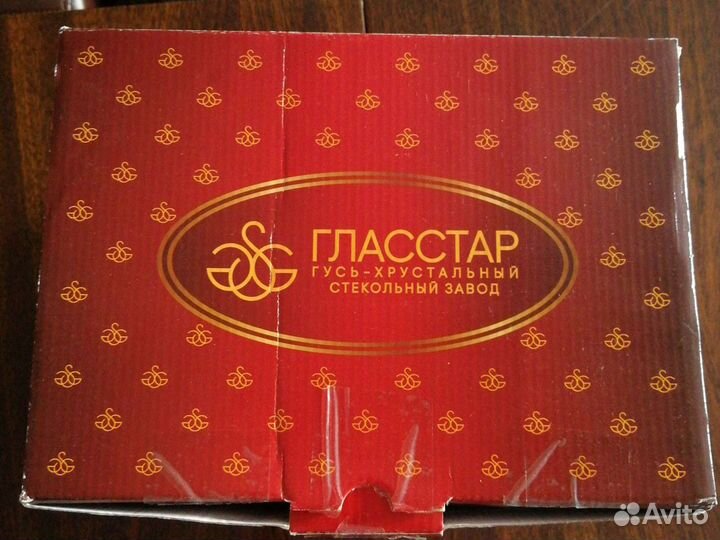 ГЛАССТАР
ГУСЬ-ХРУСТАЛЬНЫЙ
СТЕКОЛЬНЫЙ ЗАВОД
Avito